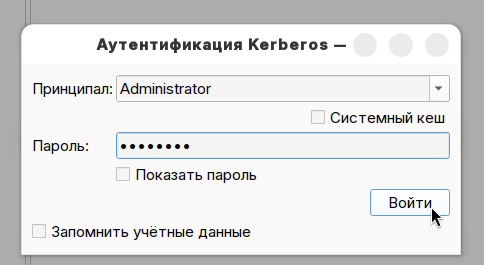 Аутентификация Kerberos —
Принципал: Administrator
Системный кеш
Пароль: ••••••••
Показать пароль
Войти
Запомнить учётные данные